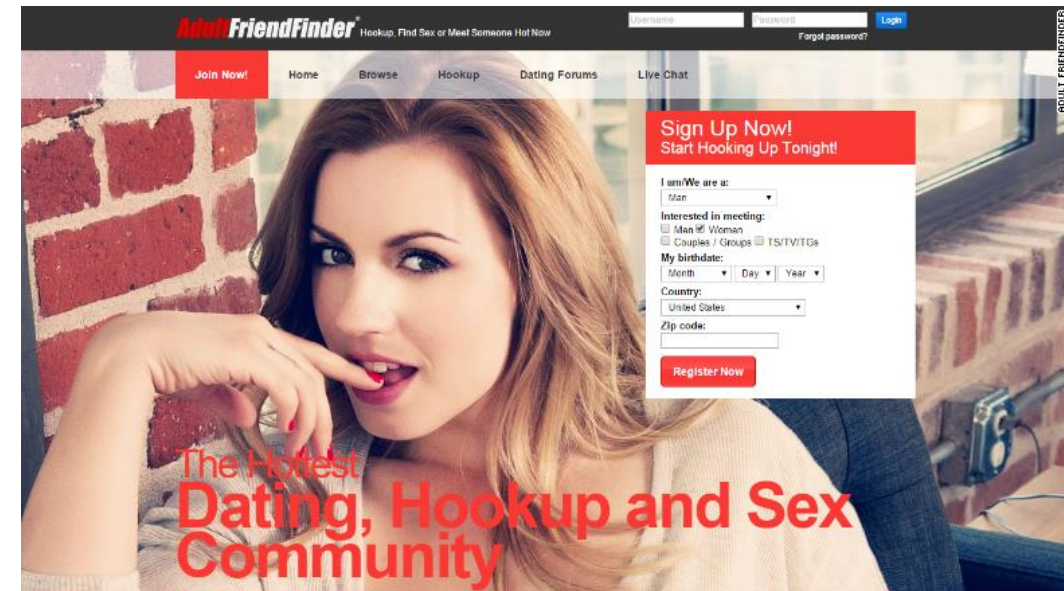 AdultFriendFinder®
Hookup, Find Sex or Meet Someone Hot Now
Username
Password
Login
Forgot password?
Join Now!
Home
Browse
Hookup
Dating Forums
Live Chat
Sign Up Now!
Start Hooking Up Tonight!
I am/We are a:
Man
Interested in meeting:
Men Women
Couples / Groups TS/TV/TGs
My birthdate:
Month Day Year
Country:
United States
Zip code:
Register Now
The Hottest
Dating, Hookup and Sex
Community
ADULT FRIENDFINDER